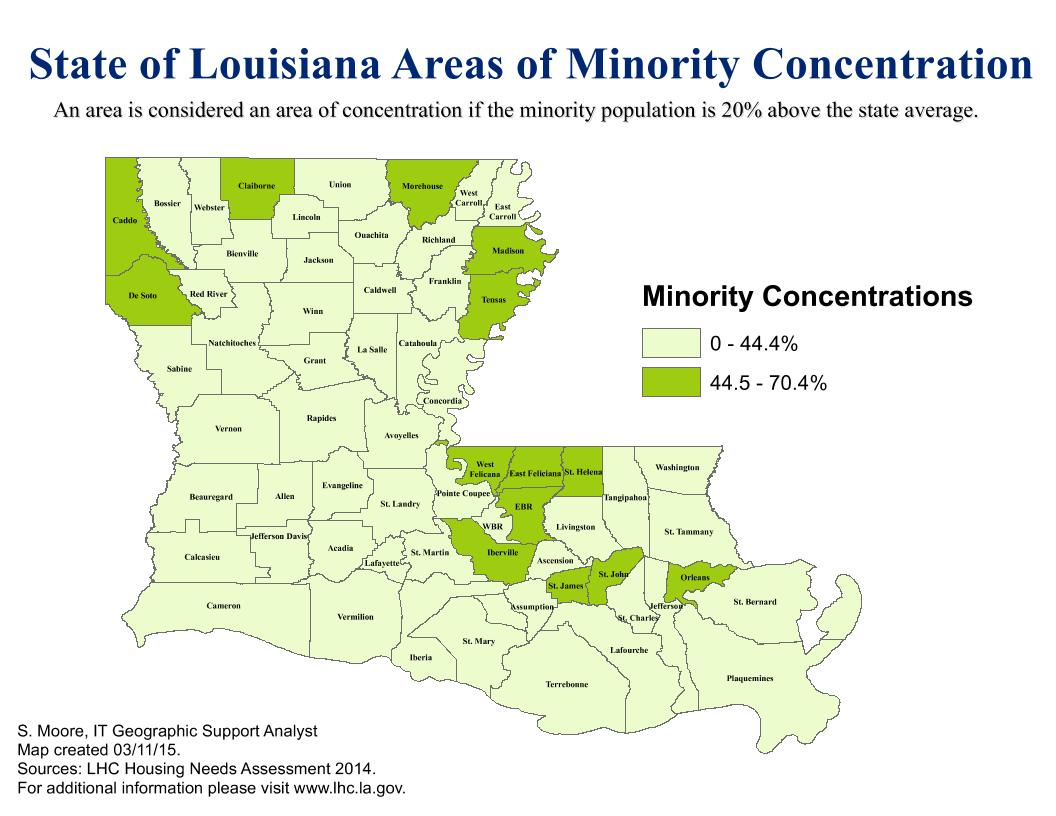 State of Louisiana Areas of Minority Concentration
An area is considered an area of concentration if the minority population is 20% above the state average.
Caddo
Bossier
Webster
Claiborne
Union
Morehouse
West
Carroll
East
Carroll
Lincoln
Ouachita
Richland
Madison
Bienville
Jackson
De Soto
Red River
Caldwell
Franklin
Tensas
Winn
Natchitoches
Sabine
Grant
La Salle
Catahoula
Concordia
Vernon
Rapides
Avoyelles
Minority Concentrations
0 - 44.4%
44.5 - 70.4%
West
Felicana
East Feliciana
St. Helena
Washington
Beauregard
Allen
Evangeline
St. Landry
Pointe Coupee
EBR
Tangipahoa
WBR
Livingston
St. Tammany
Calcasieu
Jefferson Davis
Acadia
Lafayette
St. Martin
Iberville
Ascension
St. James
St. John
Orleans
Cameron
Vermilion
Assumption
St. Charles
Jefferson
St. Bernard
Iberia
St. Mary
Lafourche
Terrebonne
Plaquemines
S. Moore, IT Geographic Support Analyst
Map created 03/11/15.
Sources: LHC Housing Needs Assessment 2014.
For additional information please visit www.lhc.la.gov.